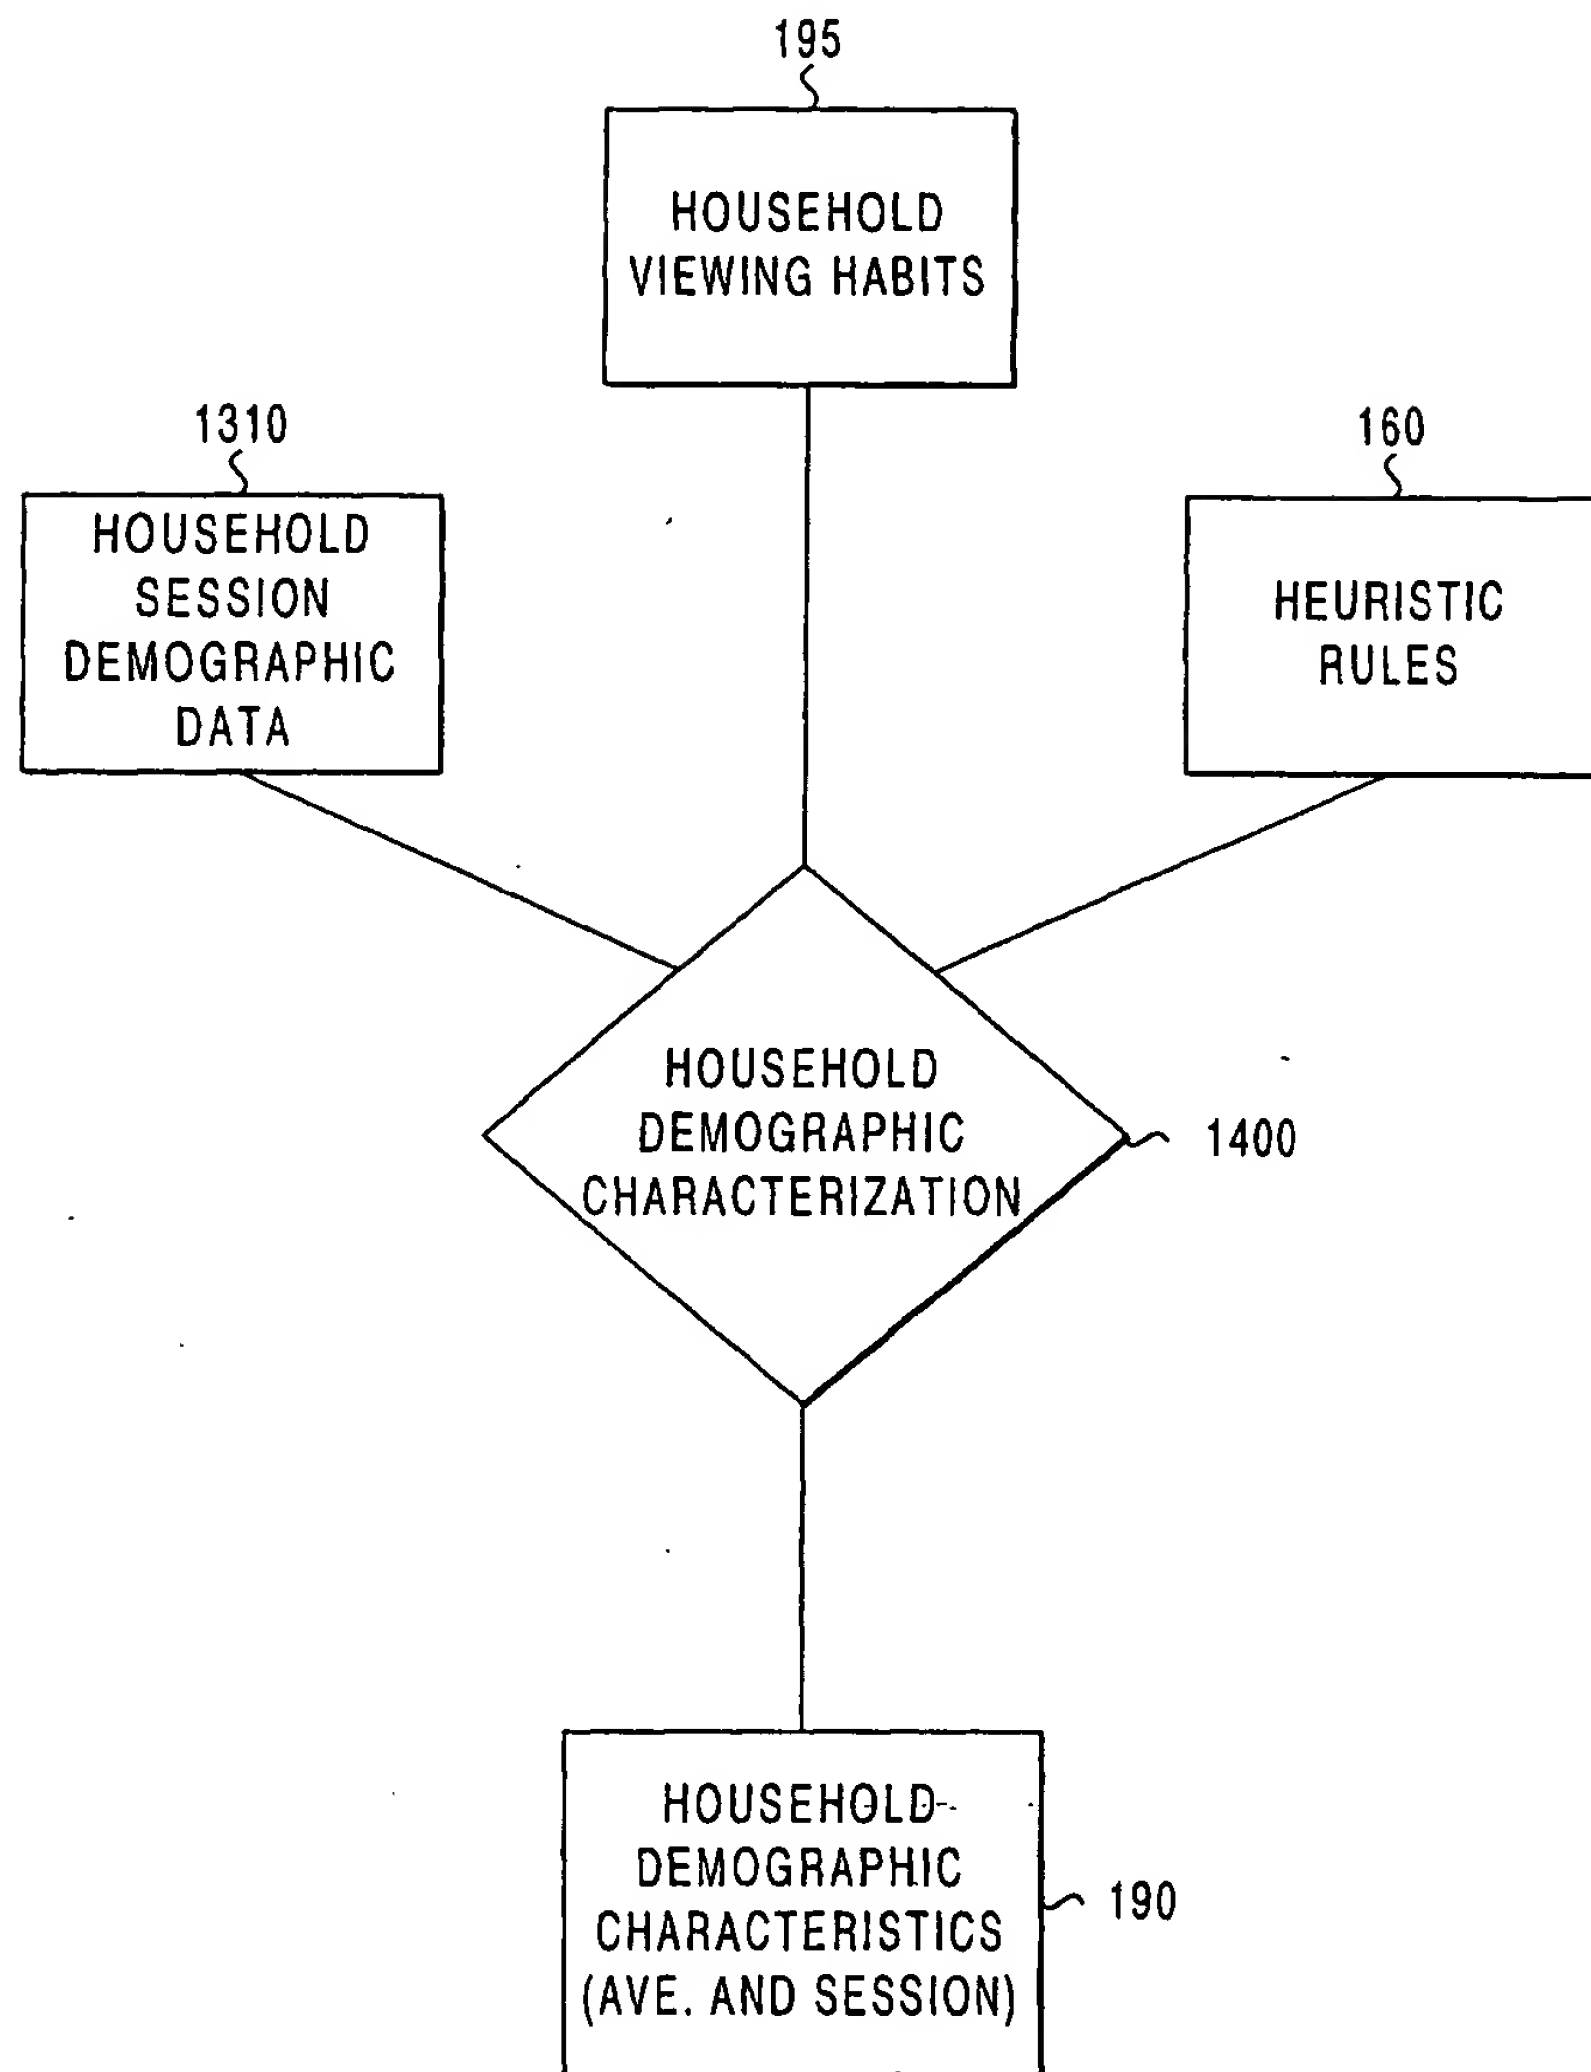 195
HOUSEHOLD
VIEWING HABITS
1310
HOUSEHOLD
SESSION
DEMOGRAPHIC
DATA
160
HEURISTIC
RULES
HOUSEHOLD
DEMOGRAPHIC
CHARACTERIZATION
1400
HOUSEHOLD
DEMOGRAPHIC
CHARACTERISTICS
(AVE. AND SESSION)
190